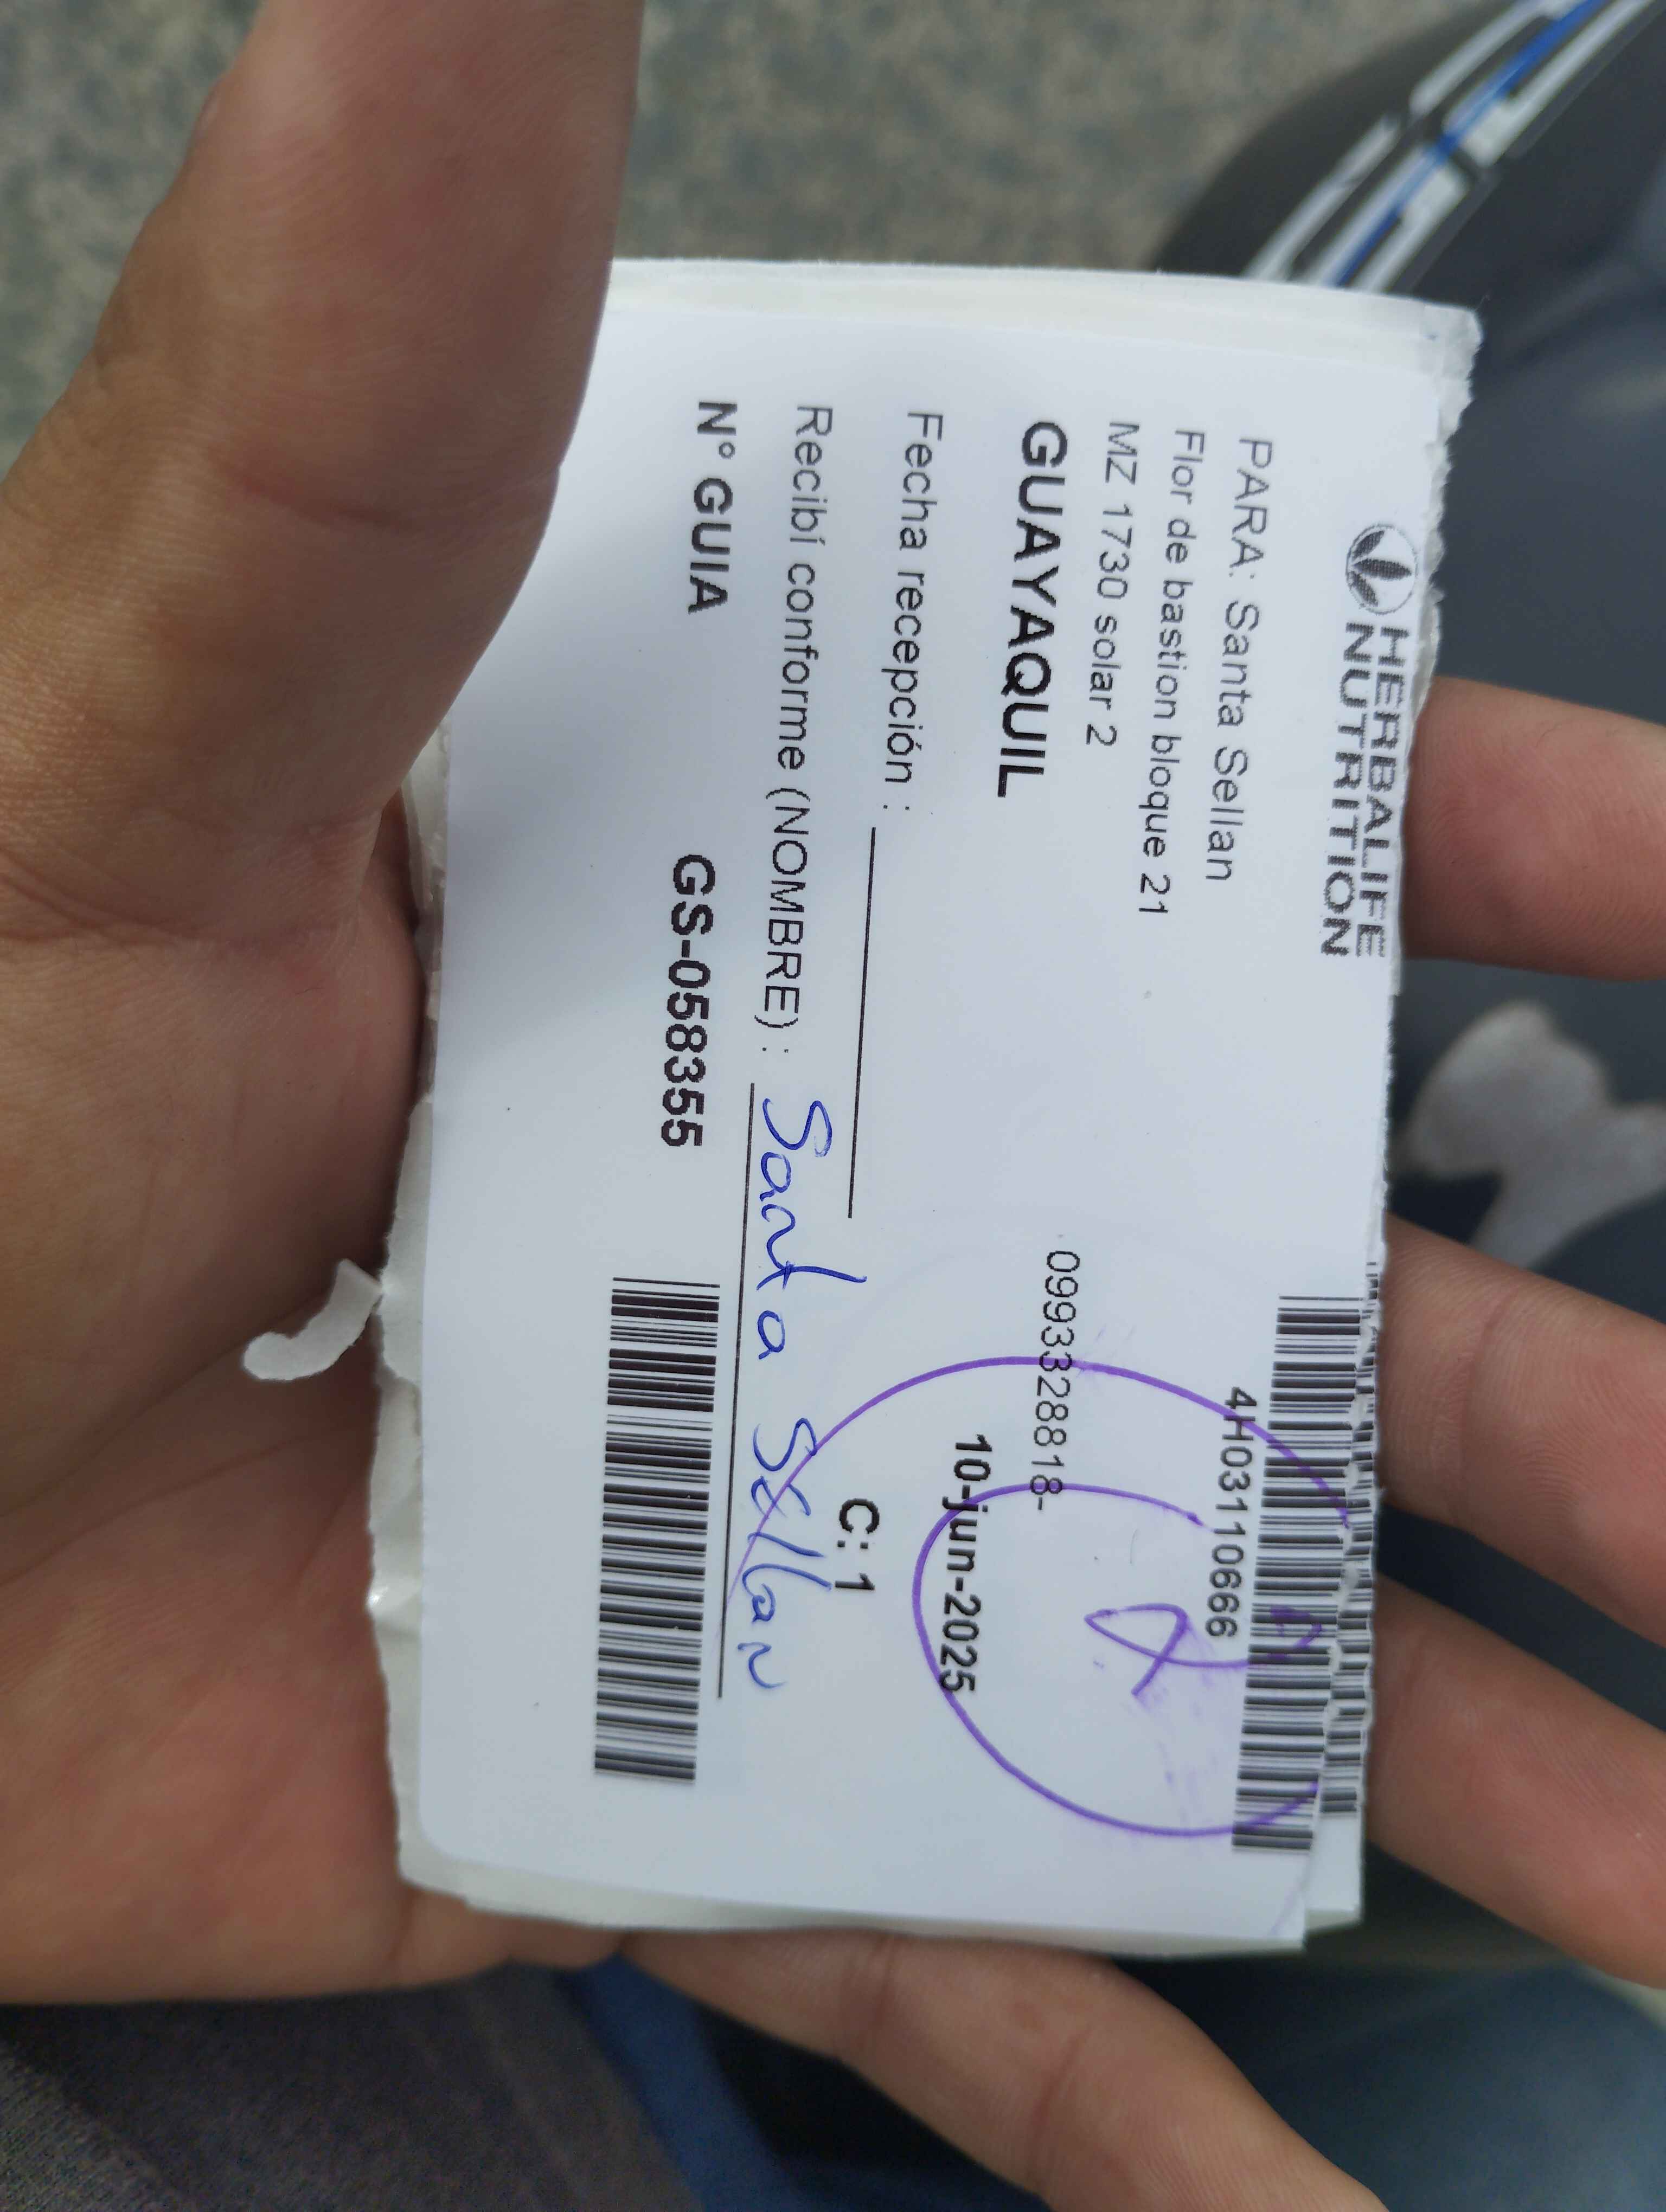 HERBALIFE
NUTRITION
4H03110666
PARA: Santa Sellan
Flor de bastion bloque 21
MZ 1730 solar 2
0993328818-
GUAYAQUIL
10-jun-2025
Fecha recepción :
C: 1
Recibí conforme (NOMBRE) : Santa Sellan
N° GUIA GS-058355